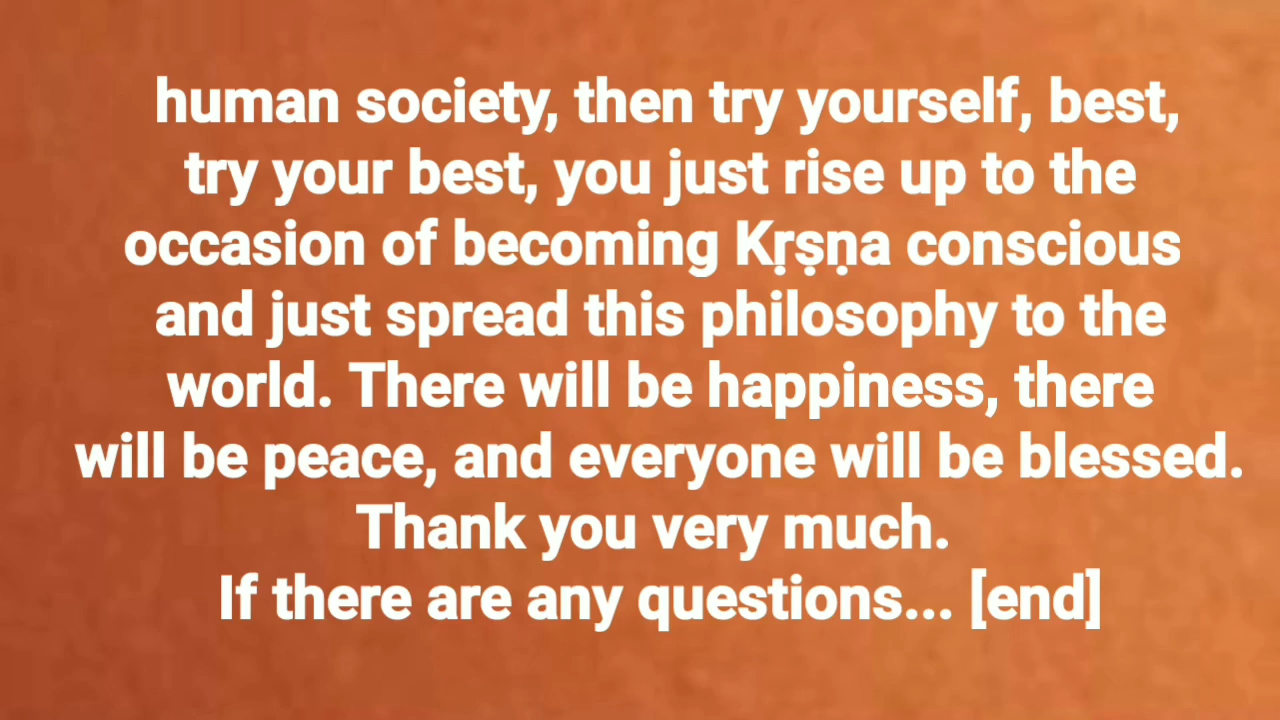 human society, then try yourself, best,
try your best, you just rise up to the
occasion of becoming Kṛṣṇa conscious
and just spread this philosophy to the
world. There will be happiness, there
will be peace, and everyone will be blessed.
Thank you very much.
If there are any questions... [end]